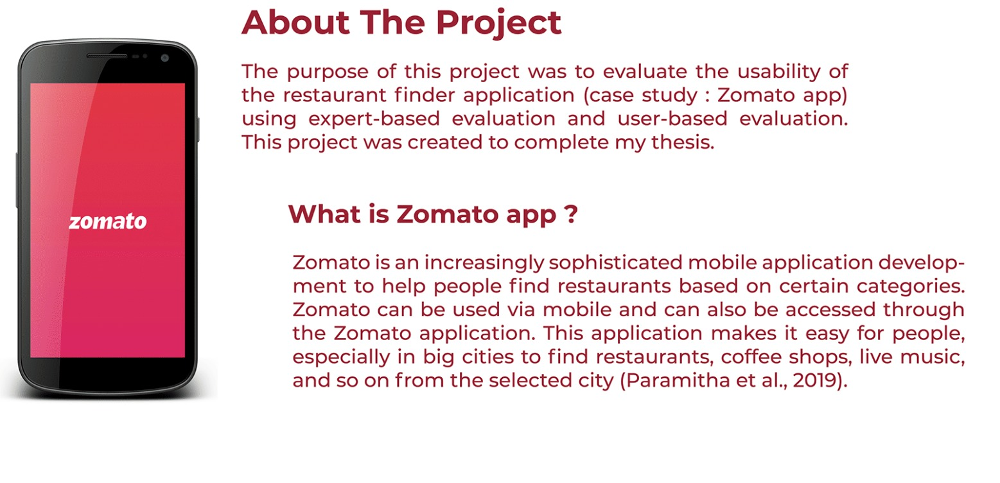 About The Project
The purpose of this project was to evaluate the usability of
the restaurant finder application (case study : Zomato app)
using expert-based evaluation and user-based evaluation.
This project was created to complete my thesis.
zomato
What is Zomato app ?
Zomato is an increasingly sophisticated mobile application develop-
ment to help people find restaurants based on certain categories.
Zomato can be used via mobile and can also be accessed through
the Zomato application. This application makes it easy for people,
especially in big cities to find restaurants, coffee shops, live music,
and so on from the selected city (Paramitha et al., 2019).